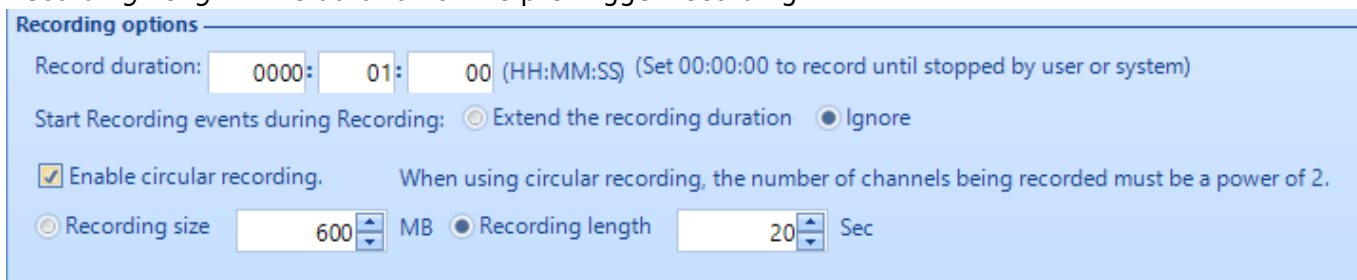 Recording options
Record duration: 0000: 01: 00 (HH:MM:SS) (Set 00:00:00 to record until stopped by user or system)
Start Recording events during Recording: Extend the recording duration Ignore
Enable circular recording. When using circular recording, the number of channels being recorded must be a power of 2.
Recording size 600 MB Recording length 20 Sec